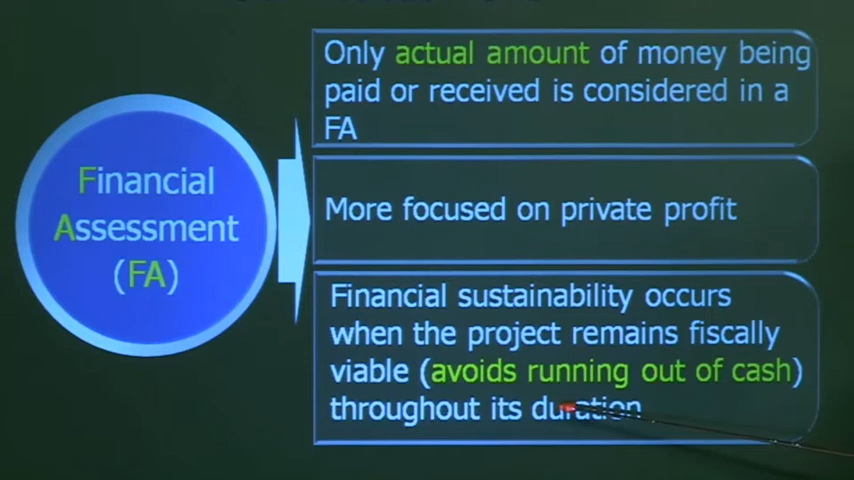 Financial
Assessment
(FA)
Only actual amount of money being
paid or received is considered in a
FA
More focused on private profit
Financial sustainability occurs
when the project remains fiscally
viable (avoids running out of cash)
throughout its duration